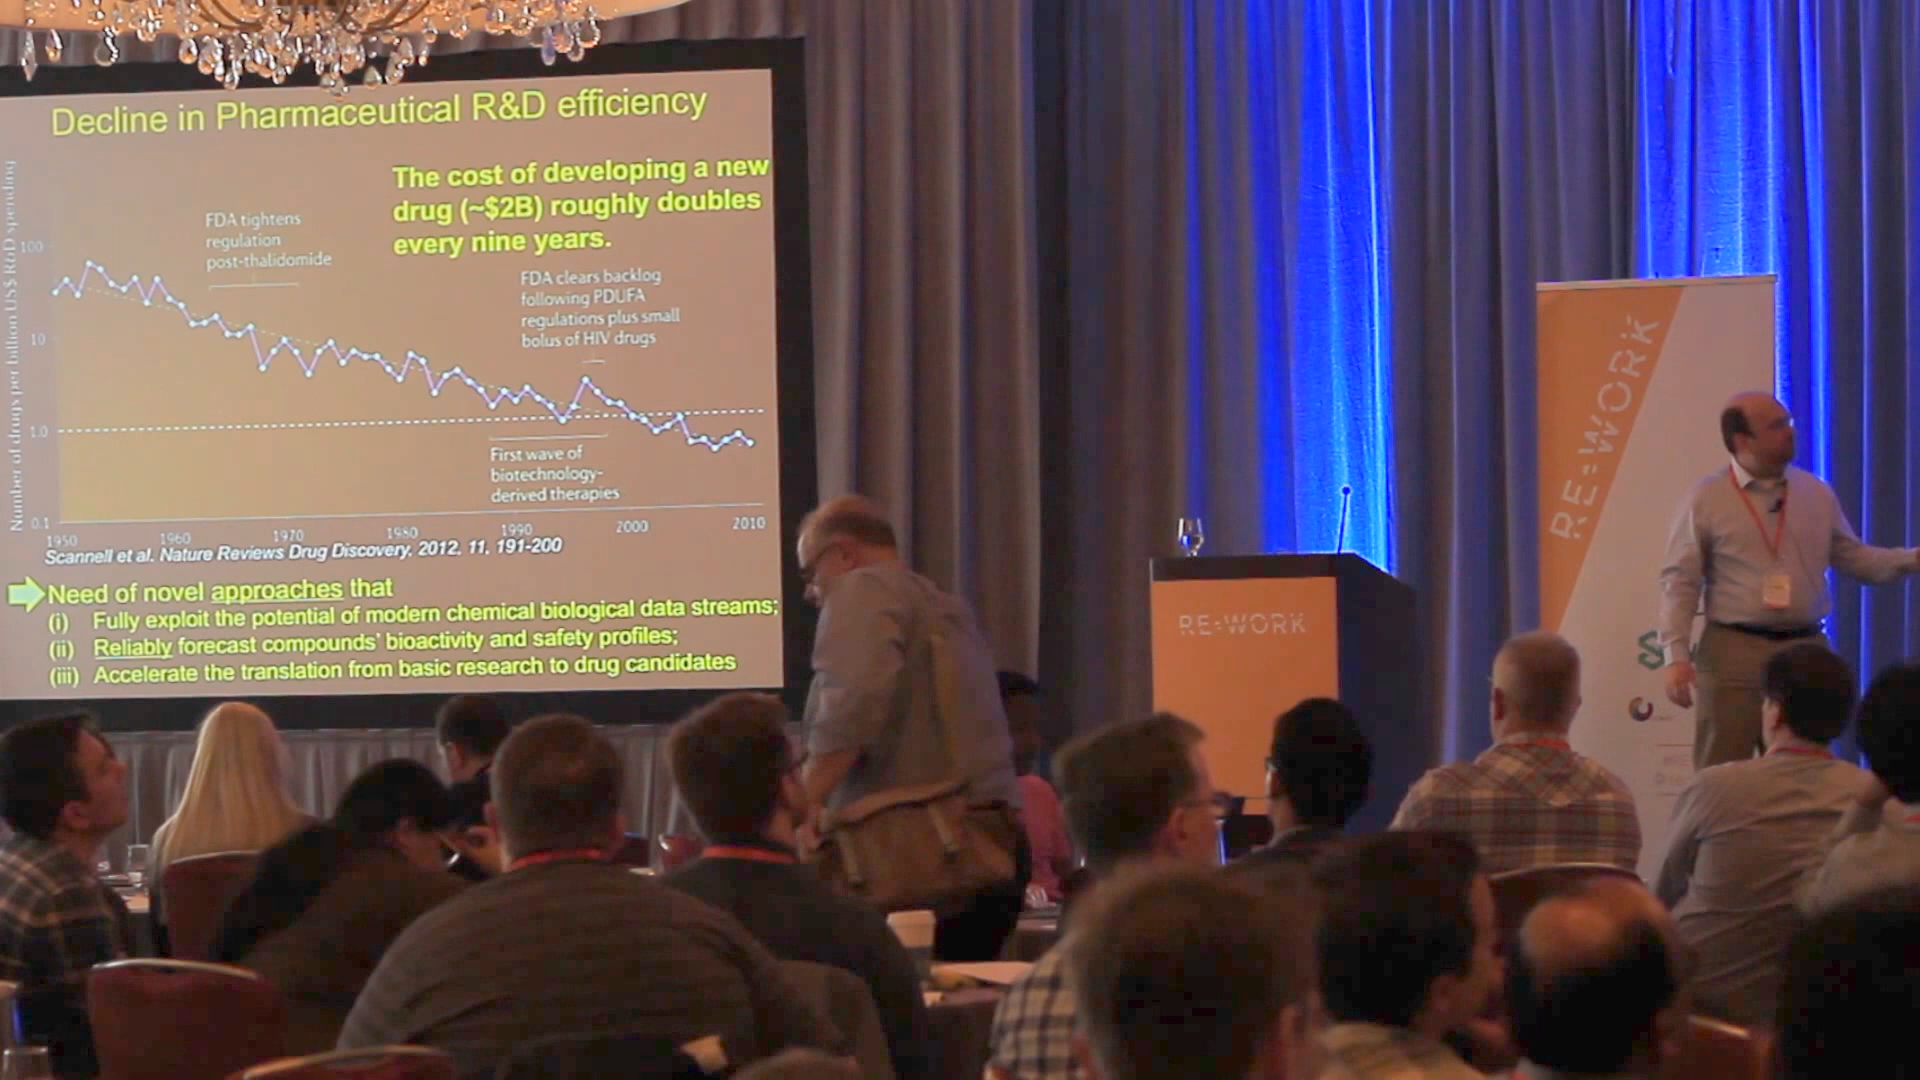 Decline in Pharmaceutical R&D efficiency
The cost of developing a new
drug (~$2B) roughly doubles
every nine years.
Number of drugs per billion US$ R&D spending
FDA tightens
regulation
post-thalidomide
FDA clears backlog
following PDUFA
regulations plus small
bolus of HIV drugs
100
10
1.0
0.1
First wave of
biotechnology-
derived therapies
1950 1960 1970 1980 1990 2000 2010
Scannell et al. Nature Reviews Drug Discovery, 2012, 11, 191-200
Need of novel approaches that
(i) Fully exploit the potential of modern chemical biological data streams;
(ii) Reliably forecast compounds' bioactivity and safety profiles;
(iii) Accelerate the translation from basic research to drug candidates
RE•WORK
RE•WORK